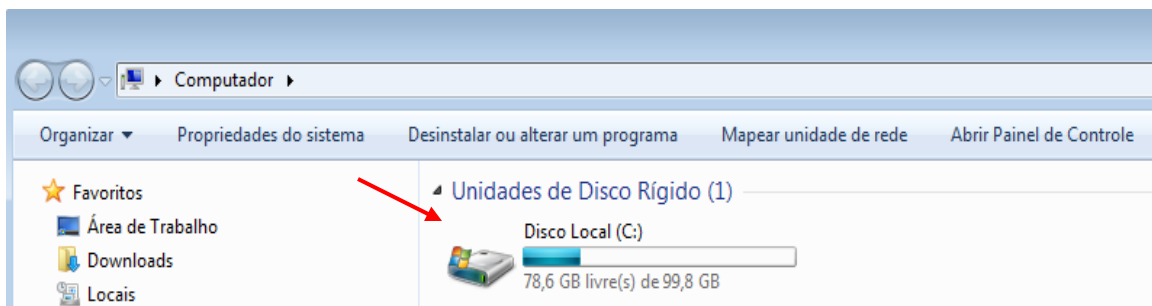 Computador
Organizar Propriedades do sistema Desinstalar ou alterar um programa Mapear unidade de rede Abrir Painel de Controle
Favoritos
Área de Trabalho
Downloads
Locais
Unidades de Disco Rígido (1)
Disco Local (C:)
78,6 GB livre(s) de 99,8 GB